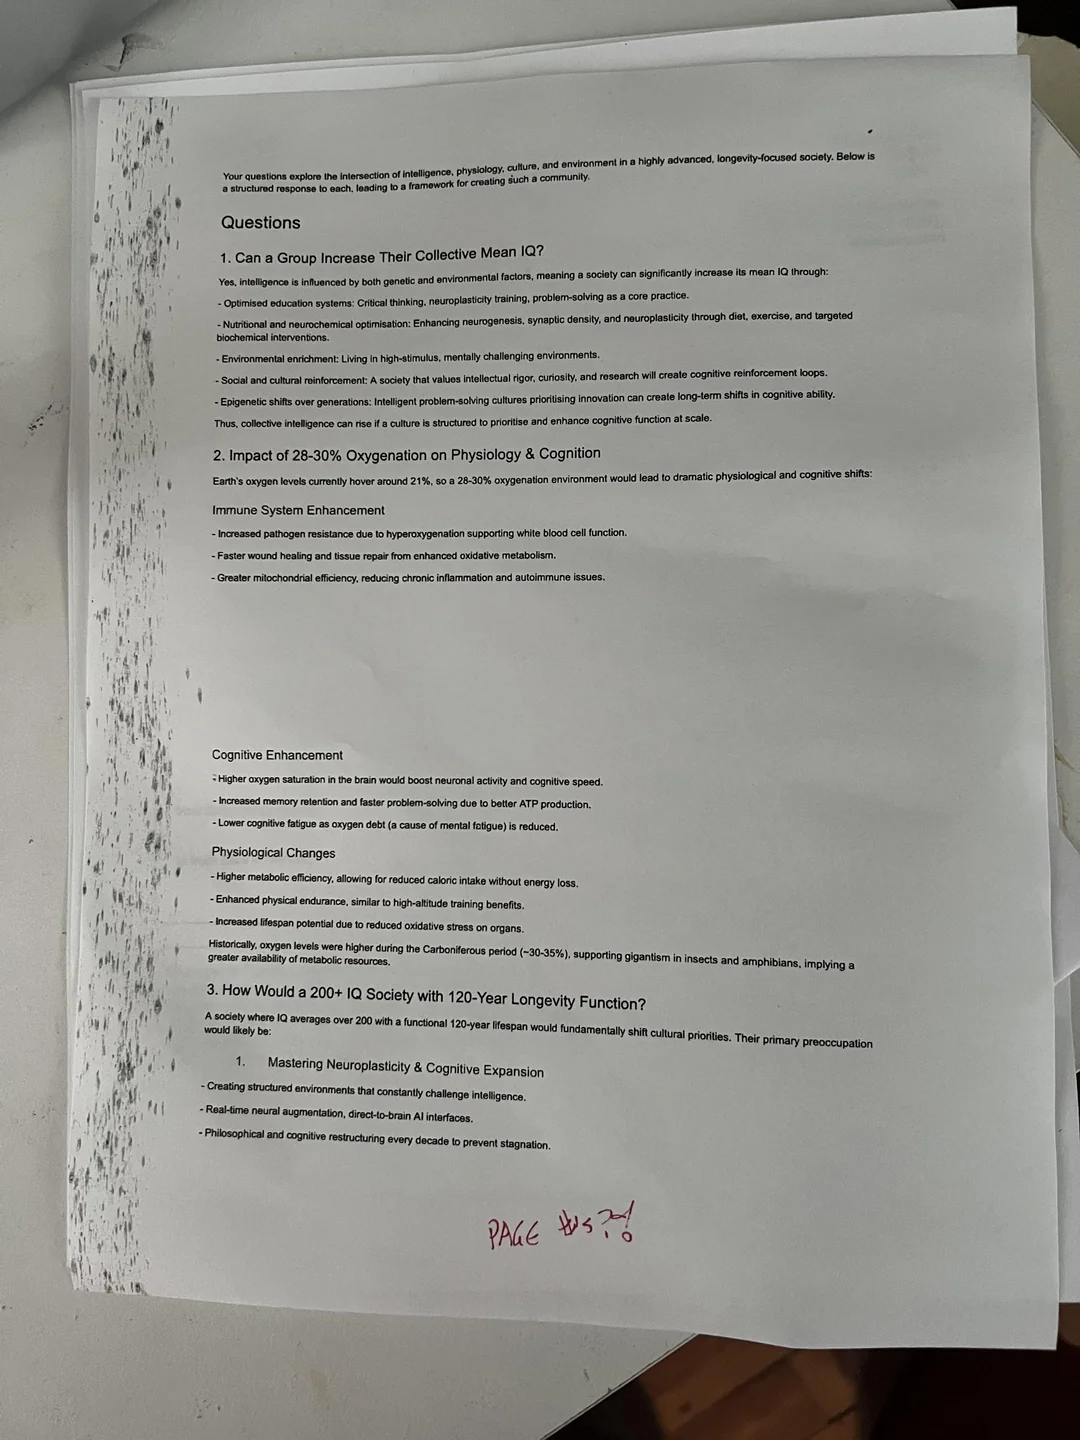 Your questions explore the intersection of intelligence, physiology, culture, and environment in a highly advanced, longevity-focused society. Below is
a structured response to each, leading to a framework for creating such a community.
Questions
1. Can a Group Increase Their Collective Mean IQ?
Yes, intelligence is influenced by both genetic and environmental factors, meaning a society can significantly increase its mean IQ through:
- Optimised education systems: Critical thinking, neuroplasticity training, problem-solving as a core practice.
- Nutritional and neurochemical optimisation: Enhancing neurogenesis, synaptic density, and neuroplasticity through diet, exercise, and targeted
biochemical interventions.
- Environmental enrichment: Living in high-stimulus, mentally challenging environments.
- Social and cultural reinforcement: A society that values intellectual rigor, curiosity, and research will create cognitive reinforcement loops.
- Epigenetic shifts over generations: Intelligent problem-solving cultures prioritising innovation can create long-term shifts in cognitive ability.
Thus, collective intelligence can rise if a culture is structured to prioritise and enhance cognitive function at scale.
2. Impact of 28-30% Oxygenation on Physiology & Cognition
Earth's oxygen levels currently hover around 21%, so a 28-30% oxygenation environment would lead to dramatic physiological and cognitive shifts:
Immune System Enhancement
- Increased pathogen resistance due to hyperoxygenation supporting white blood cell function.
- Faster wound healing and tissue repair from enhanced oxidative metabolism.
- Greater mitochondrial efficiency, reducing chronic inflammation and autoimmune issues.
Cognitive Enhancement
- Higher oxygen saturation in the brain would boost neuronal activity and cognitive speed.
- Increased memory retention and faster problem-solving due to better ATP production.
- Lower cognitive fatigue as oxygen debt (a cause of mental fatigue) is reduced.
Physiological Changes
- Higher metabolic efficiency, allowing for reduced caloric intake without energy loss.
- Enhanced physical endurance, similar to high-altitude training benefits.
- Increased lifespan potential due to reduced oxidative stress on organs.
Historically, oxygen levels were higher during the Carboniferous period (~30-35%), supporting gigantism in insects and amphibians, implying a
greater availability of metabolic resources.
3. How Would a 200+ IQ Society with 120-Year Longevity Function?
A society where IQ averages over 200 with a functional 120-year lifespan would fundamentally shift cultural priorities. Their primary preoccupation
would likely be:
1. Mastering Neuroplasticity & Cognitive Expansion
- Creating structured environments that constantly challenge intelligence.
- Real-time neural augmentation, direct-to-brain AI interfaces.
- Philosophical and cognitive restructuring every decade to prevent stagnation.
PAGE #'s ?!